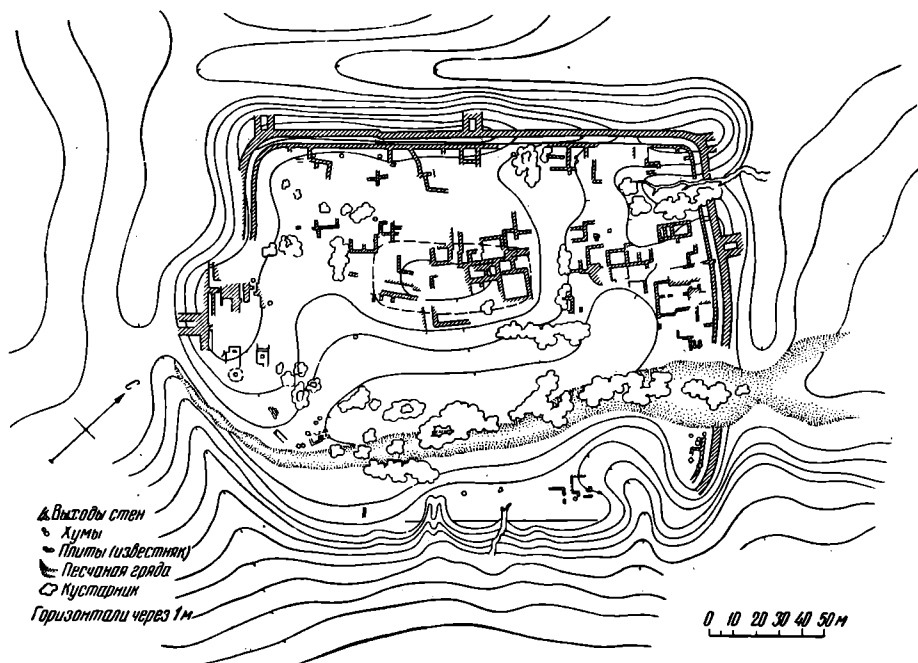 С
Выходы стен
Хумы
Плиты (известняк)
Песчаная гряда
Кустарник
Горизонтали через 1 м
0 10 20 30 40 50 м